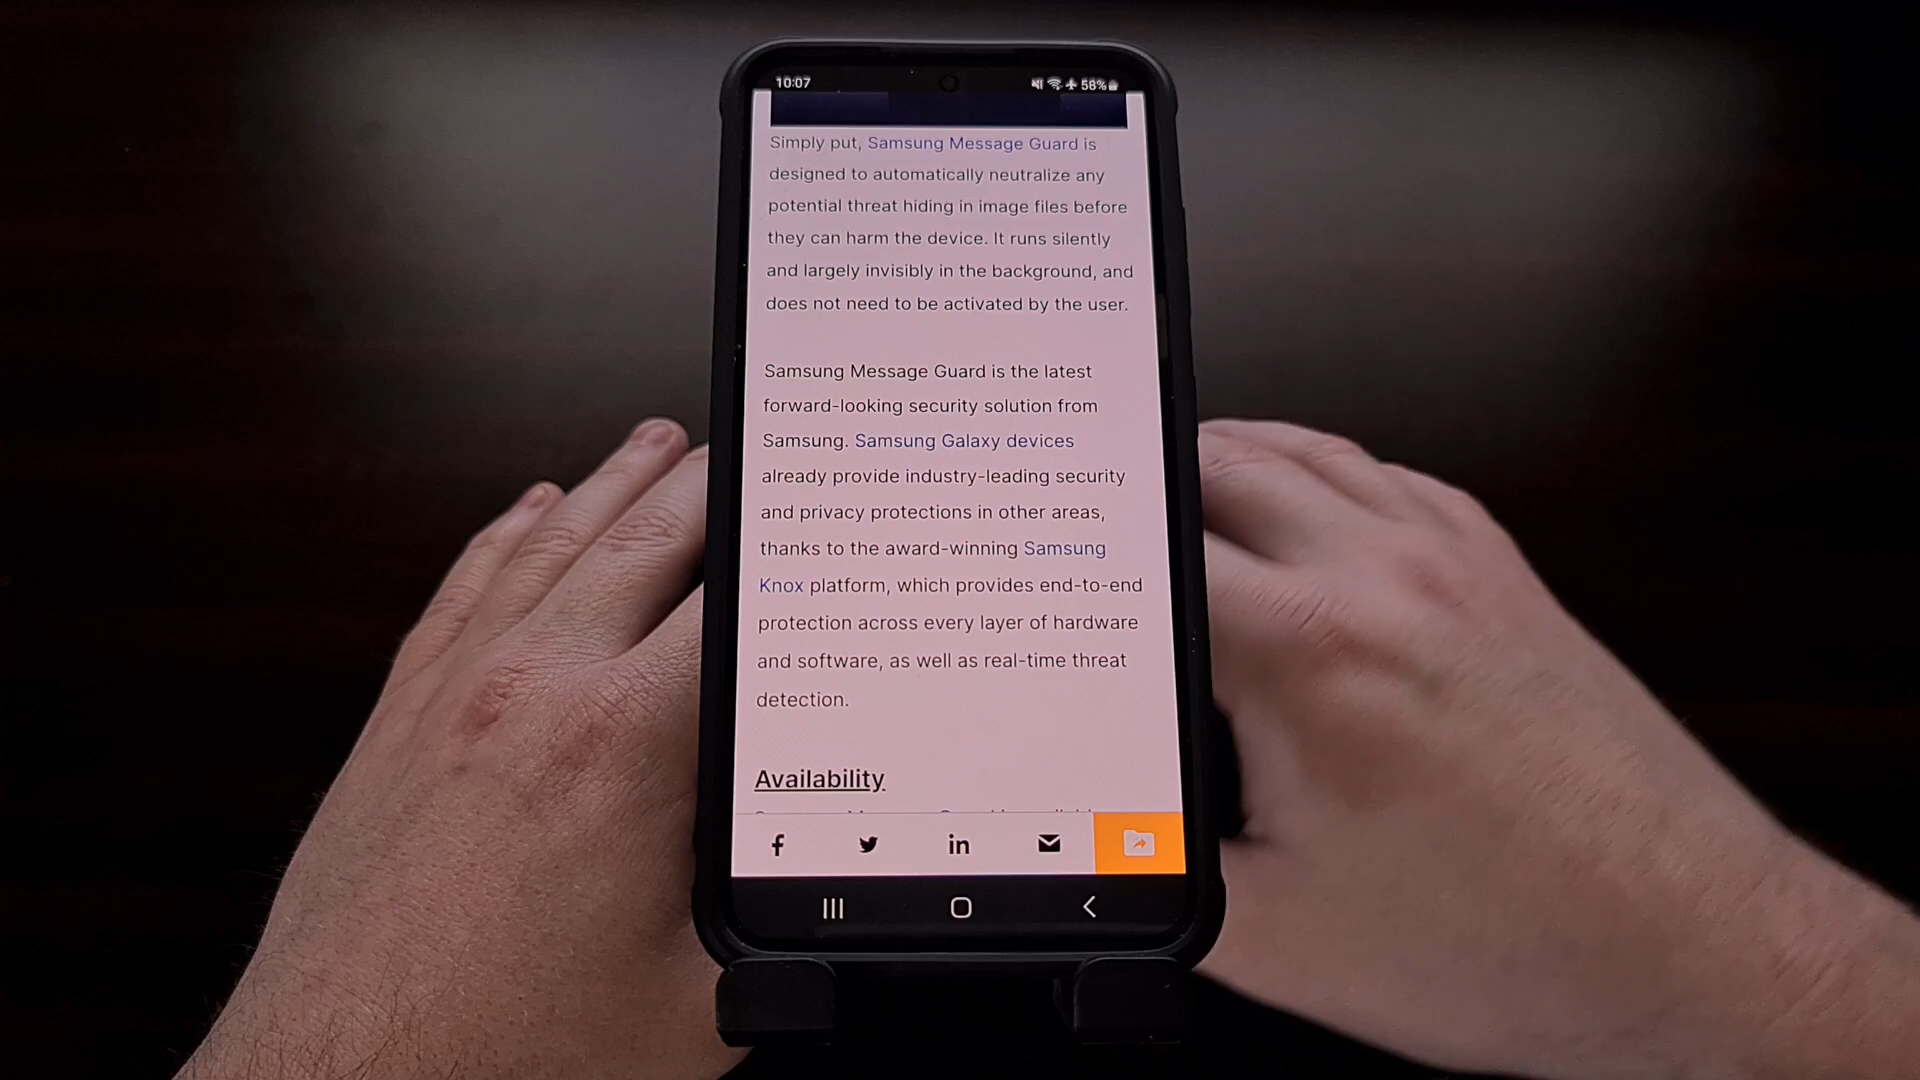 10:07
58%
Simply put, Samsung Message Guard is
designed to automatically neutralize any
potential threat hiding in image files before
they can harm the device. It runs silently
and largely invisibly in the background, and
does not need to be activated by the user.
Samsung Message Guard is the latest
forward-looking security solution from
Samsung. Samsung Galaxy devices
already provide industry-leading security
and privacy protections in other areas,
thanks to the award-winning Samsung
Knox platform, which provides end-to-end
protection across every layer of hardware
and software, as well as real-time threat
detection.
Availability